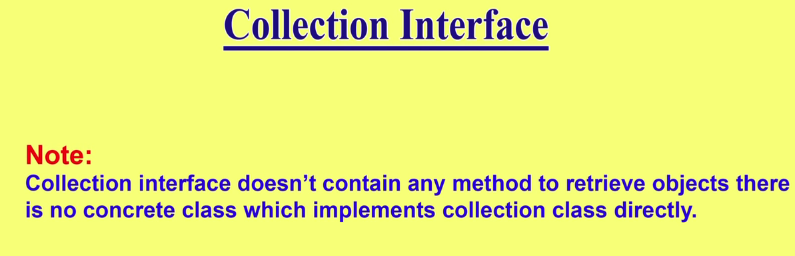 Collection Interface
Note:
Collection interface doesn’t contain any method to retrieve objects there
is no concrete class which implements collection class directly.